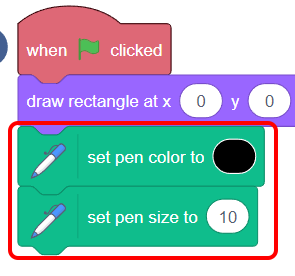 when clicked
draw rectangle at x 0 y 0
set pen color to
set pen size to 10